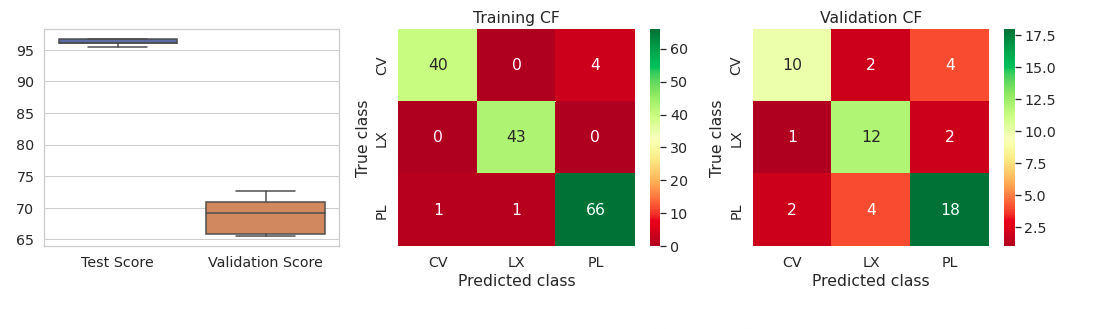 95
90
85
80
75
70
65
Test Score Validation Score
Training CF
True class
CV
LX
PL
40 0 4
0 43 0
1 1 66
CV LX PL
Predicted class
60
50
40
30
20
10
0
Validation CF
True class
CV
LX
PL
10 2 4
1 12 2
2 4 18
CV LX PL
Predicted class
17.5
15.0
12.5
10.0
7.5
5.0
2.5